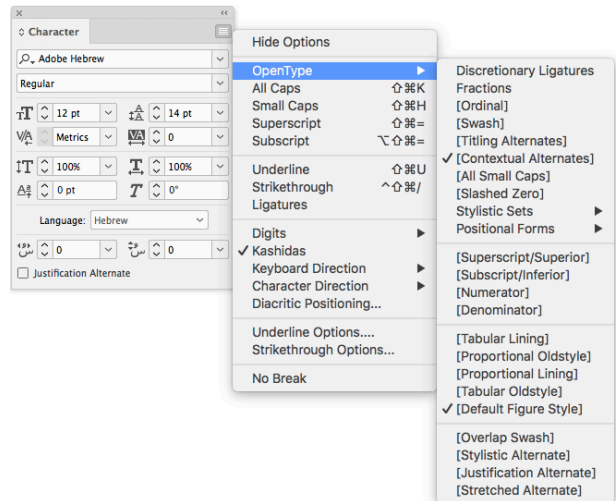 Character
Adobe Hebrew
Regular
12 pt
14 pt
Metrics
0
100%
100%
0 pt
0°
Language: Hebrew
0
0
Justification Alternate
Hide Options
OpenType
All Caps ⇧⌘K
Small Caps ⇧⌘H
Superscript ⇧⌘=
Subscript ⌥⇧⌘=
Underline ⇧⌘U
Strikethrough ^⇧⌘/
Ligatures
Digits
Kashidas
Keyboard Direction
Character Direction
Diacritic Positioning...
Underline Options....
Strikethrough Options...
No Break
Discretionary Ligatures
Fractions
[Ordinal]
[Swash]
[Titling Alternates]
[Contextual Alternates]
[All Small Caps]
[Slashed Zero]
Stylistic Sets
Positional Forms
[Superscript/Superior]
[Subscript/Inferior]
[Numerator]
[Denominator]
[Tabular Lining]
[Proportional Oldstyle]
[Proportional Lining]
[Tabular Oldstyle]
[Default Figure Style]
[Overlap Swash]
[Stylistic Alternate]
[Justification Alternate]
[Stretched Alternate]